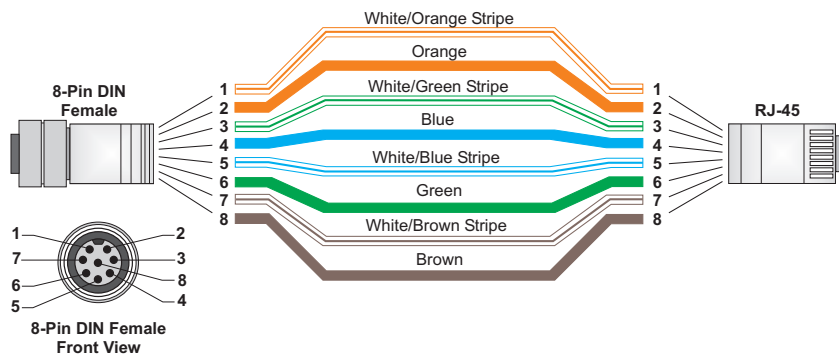 White/Orange Stripe
Orange
8-Pin DIN
Female
White/Green Stripe
1
1
2
2
RJ-45
3
Blue
3
4
4
5
White/Blue Stripe
5
6
Green
6
7
7
8
White/Brown Stripe
8
Brown
1
2
7
3
8
6
4
5
8-Pin DIN Female
Front View